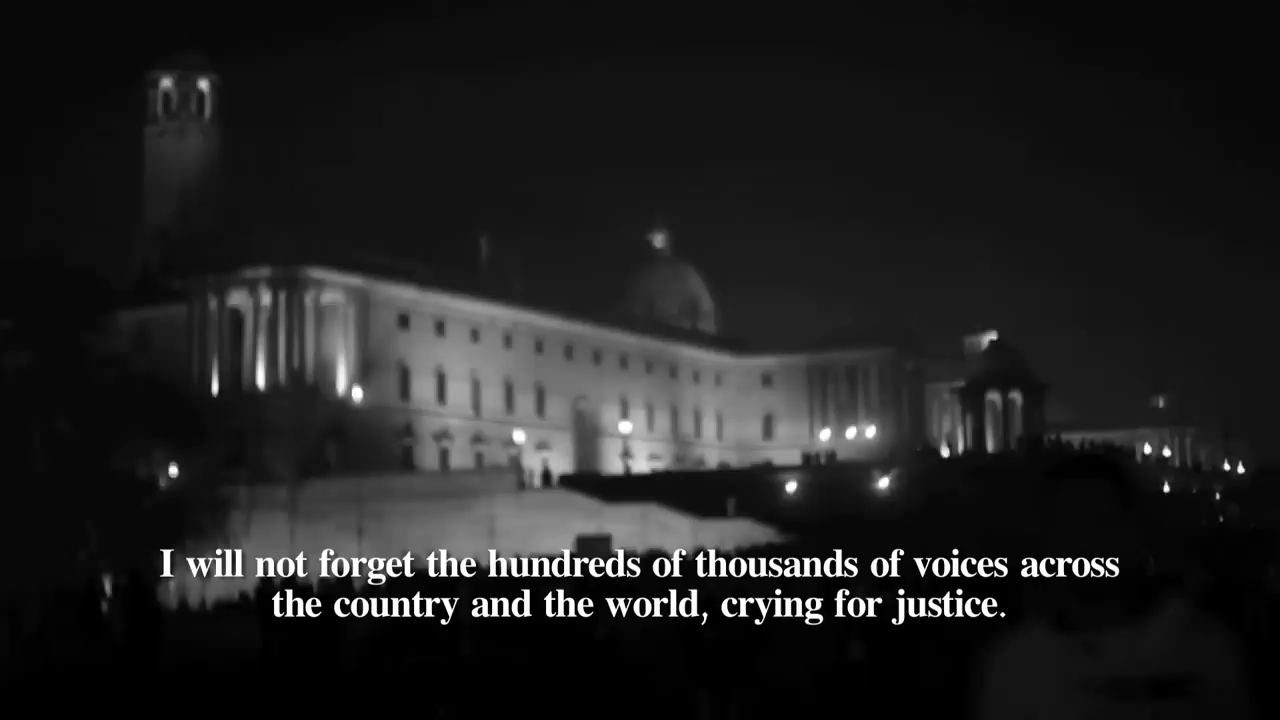 I will not forget the hundreds of thousands of voices across
the country and the world, crying for justice.